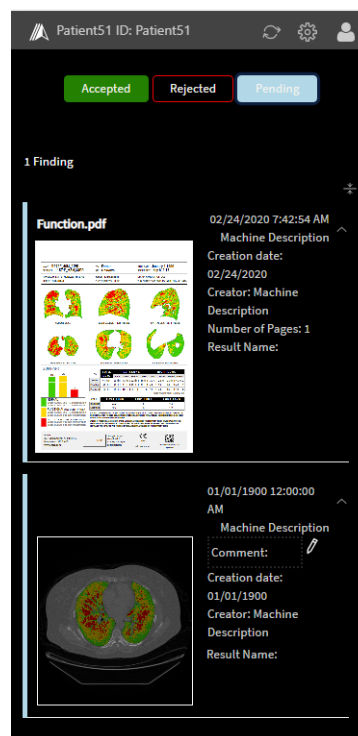 Patient51 ID: Patient51
Accepted
Rejected
Pending
1 Finding
Function.pdf
02/24/2020 7:42:54 AM
Machine Description
Creation date:
02/24/2020
Creator: Machine
Description
Number of Pages: 1
Result Name:
01/01/1900 12:00:00
AM
Machine Description
Comment:
Creation date:
01/01/1900
Creator: Machine
Description
Result Name: